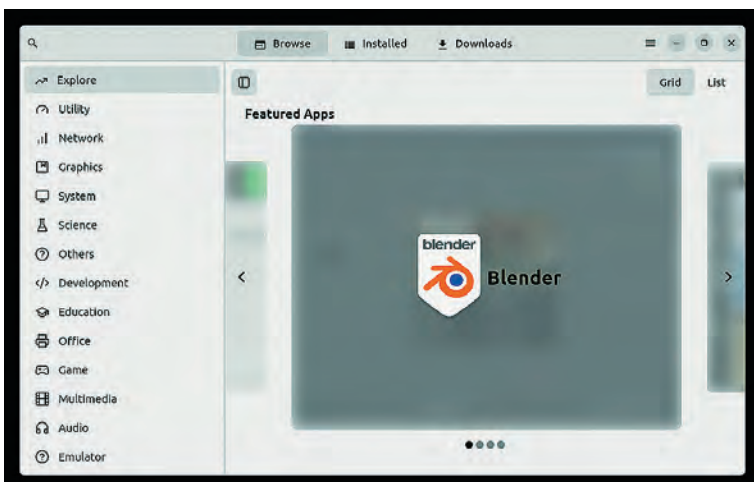 Browse Installed Downloads
Grid List
Explore
Utility
Network
Graphics
System
Science
Others
Development
Education
Office
Game
Multimedia
Audio
Emulator
Featured Apps
blender
Blender